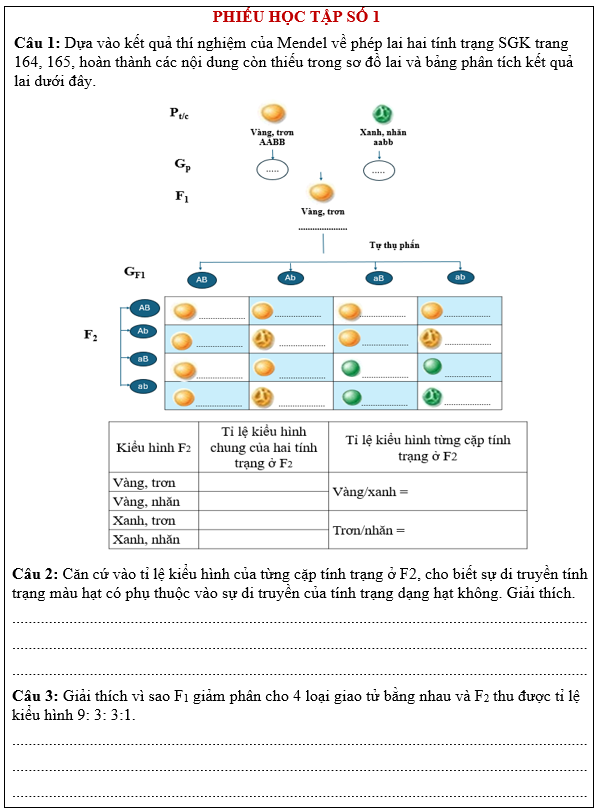 PHIẾU HỌC TẬP SỐ 1
Câu 1: Dựa vào kết quả thí nghiệm của Mendel về phép lai hai tính trạng SGK trang
164, 165, hoàn thành các nội dung còn thiếu trong sơ đồ lai và bảng phân tích kết quả
lai dưới đây.
Pt/c
Vàng, trơn Xanh, nhăn
AABB aabb
Gp ..... .....
F1
Vàng, trơn
.....................
Tự thụ phấn
GF1 AB Ab aB ab
AB .............. .............. .............. ..............
F2 Ab .............. .............. .............. ..............
aB .............. .............. .............. ..............
ab .............. .............. .............. ..............
Kiểu hình F2 Tỉ lệ kiểu hình chung của hai tính trạng ở F2 Tỉ lệ kiểu hình từng cặp tính trạng ở F2
Vàng, trơn
Vàng/xanh =
Vàng, nhăn
Xanh, trơn
Trơn/nhăn =
Xanh, nhăn
Câu 2: Căn cứ vào tỉ lệ kiểu hình của từng cặp tính trạng ở F2, cho biết sự di truyền tính
trạng màu hạt có phụ thuộc vào sự di truyền của tính trạng dạng hạt không. Giải thích.
................................................................................
................................................................................
................................................................................
Câu 3: Giải thích vì sao F1 giảm phân cho 4 loại giao tử bằng nhau và F2 thu được tỉ lệ
kiểu hình 9: 3: 3:1.
................................................................................
................................................................................
................................................................................